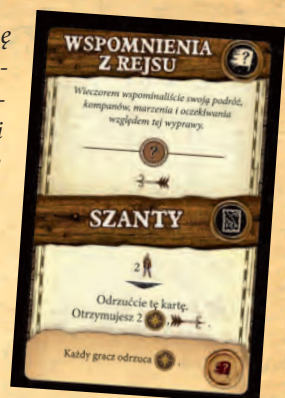 ę
-
-
i
WSPOMNIENIA
Z REJSU
Wieczorem wspominaliście swoją podróż,
kompanów, marzenia i oczekiwania
względem tej wyprawy.
?
SZANTY
2
Odrzućcie tę kartę.
Otrzymujesz 2 , .
Każdy gracz odrzuca .
?